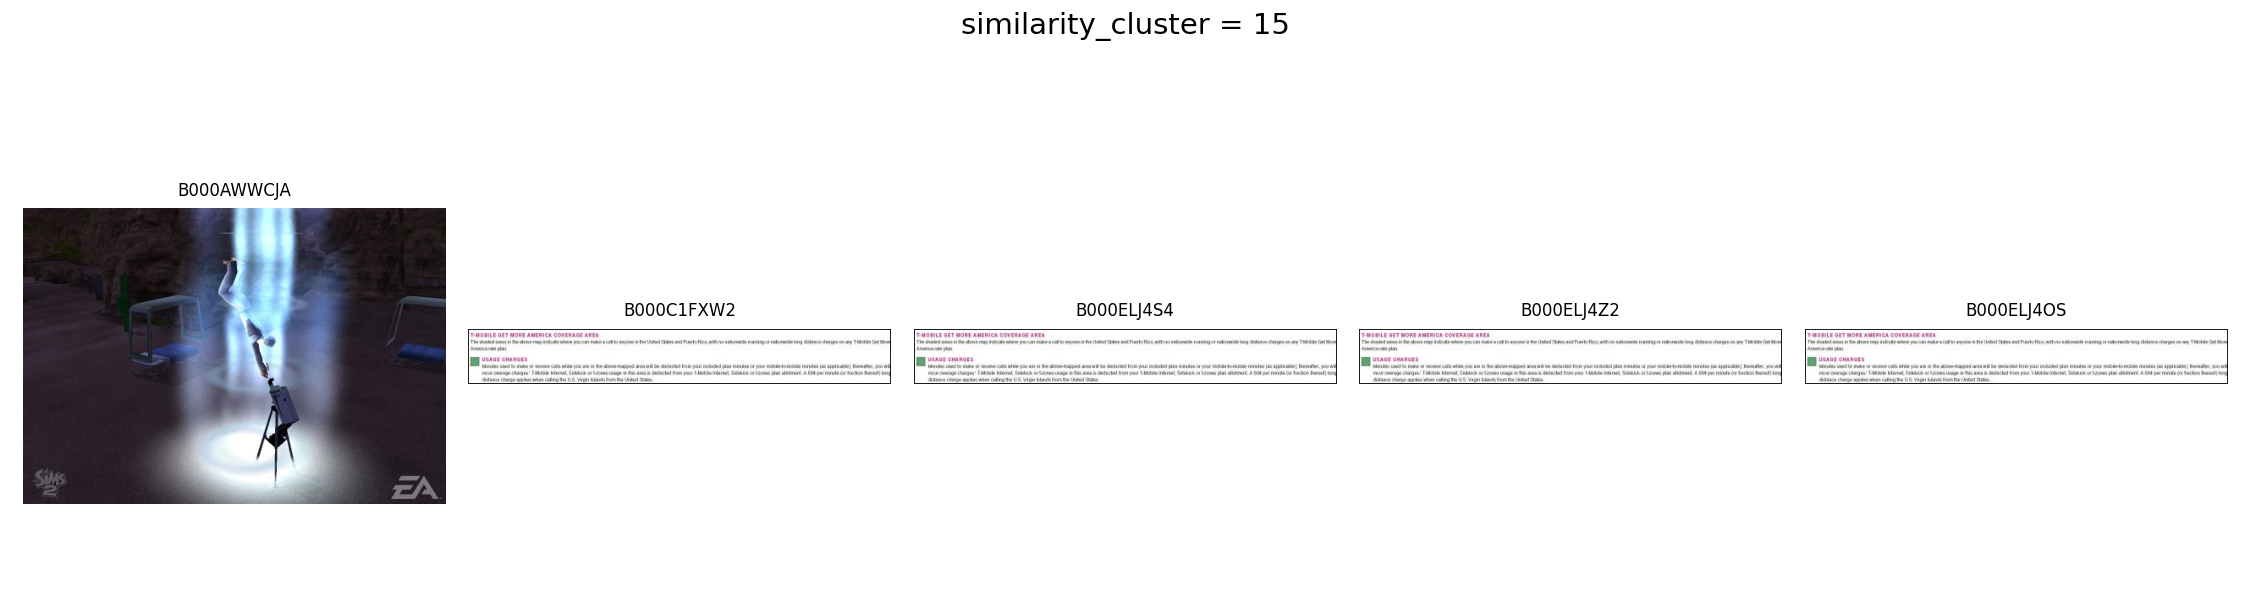 similarity_cluster = 15
B000AWWCJA
SiMS
2
EA
B000C1FXW2
T-MOBILE GET MORE AMERICA COVERAGE AREA
The shaded areas in the above map indicate where you can make a call to anyone in the United States and Puerto Rico, with no nationwide roaming or nationwide long distance charges on any T-Mobile Get More
America rate plan.
USAGE CHARGES
Minutes used to make or receive calls while you are in the above-mapped area will be deducted from your included plan minutes or your mobile-to-mobile minutes (as applicable); thereafter, you will
incur overage charges. T-Mobile Internet, Sidekick or t-zones usage in this area is deducted from your T-Mobile Internet, Sidekick or t-zones plan allotment. A 69¢ per minute (or fraction thereof) long
distance charge applies when calling the U.S. Virgin Islands from the United States.
B000ELJ4S4
T-MOBILE GET MORE AMERICA COVERAGE AREA
The shaded areas in the above map indicate where you can make a call to anyone in the United States and Puerto Rico, with no nationwide roaming or nationwide long distance charges on any T-Mobile Get More
America rate plan.
USAGE CHARGES
Minutes used to make or receive calls while you are in the above-mapped area will be deducted from your included plan minutes or your mobile-to-mobile minutes (as applicable); thereafter, you will
incur overage charges. T-Mobile Internet, Sidekick or t-zones usage in this area is deducted from your T-Mobile Internet, Sidekick or t-zones plan allotment. A 69¢ per minute (or fraction thereof) long
distance charge applies when calling the U.S. Virgin Islands from the United States.
B000ELJ4Z2
T-MOBILE GET MORE AMERICA COVERAGE AREA
The shaded areas in the above map indicate where you can make a call to anyone in the United States and Puerto Rico, with no nationwide roaming or nationwide long distance charges on any T-Mobile Get More
America rate plan.
USAGE CHARGES
Minutes used to make or receive calls while you are in the above-mapped area will be deducted from your included plan minutes or your mobile-to-mobile minutes (as applicable); thereafter, you will
incur overage charges. T-Mobile Internet, Sidekick or t-zones usage in this area is deducted from your T-Mobile Internet, Sidekick or t-zones plan allotment. A 69¢ per minute (or fraction thereof) long
distance charge applies when calling the U.S. Virgin Islands from the United States.
B000ELJ4OS
T-MOBILE GET MORE AMERICA COVERAGE AREA
The shaded areas in the above map indicate where you can make a call to anyone in the United States and Puerto Rico, with no nationwide roaming or nationwide long distance charges on any T-Mobile Get More
America rate plan.
USAGE CHARGES
Minutes used to make or receive calls while you are in the above-mapped area will be deducted from your included plan minutes or your mobile-to-mobile minutes (as applicable); thereafter, you will
incur overage charges. T-Mobile Internet, Sidekick or t-zones usage in this area is deducted from your T-Mobile Internet, Sidekick or t-zones plan allotment. A 69¢ per minute (or fraction thereof) long
distance charge applies when calling the U.S. Virgin Islands from the United States.